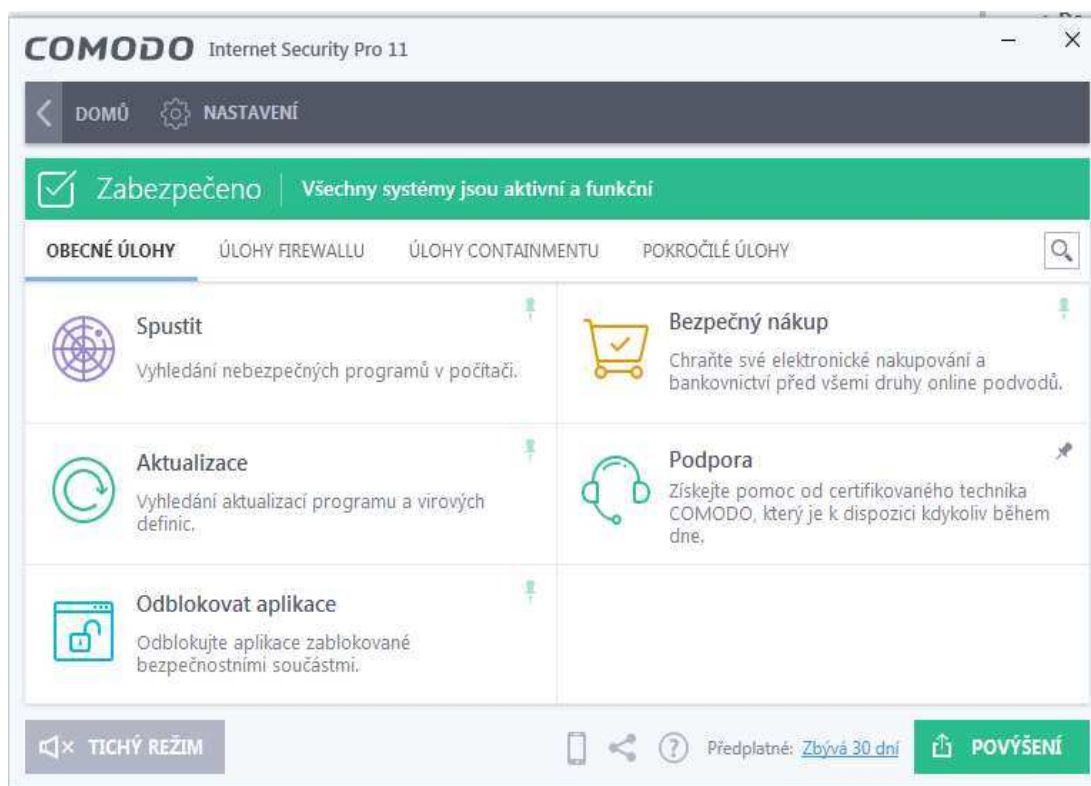 COMODO Internet Security Pro 11
DOMŮ NASTAVENÍ
Zabezpečeno Všechny systémy jsou aktivní a funkční
OBECNÉ ÚLOHY ÚLOHY FIREWALLU ÚLOHY CONTAINMENTU POKROČILÉ ÚLOHY
Spustit
Vyhledání nebezpečných programů v počítači.
Bezpečný nákup
Chraňte své elektronické nakupování a
bankovnictví před všemi druhy online podvodů.
Aktualizace
Vyhledání aktualizací programu a virových
definic.
Podpora
Získejte pomoc od certifikovaného technika
COMODO, který je k dispozici kdykoliv během
dne.
Odblokovat aplikace
Odblokujte aplikace zablokované
bezpečnostními součástmi.
TICHÝ REŽIM
Předplatné: Zbývá 30 dní
POVÝŠENÍ